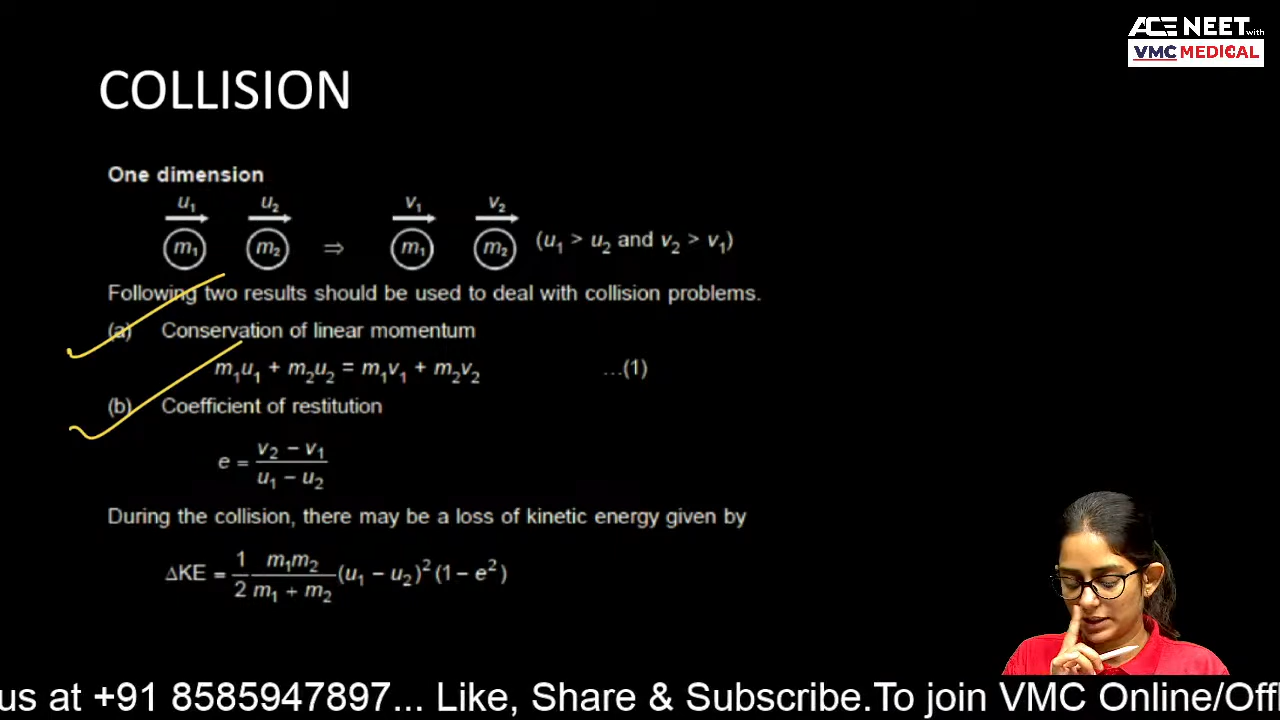 ACE NEET with
VMC MEDICAL
COLLISION
One dimension
u₁ u₂ v₁ v₂
m₁ m₂ ⇒ m₁ m₂ (u₁ > u₂ and v₂ > v₁)
Following two results should be used to deal with collision problems.
(a) Conservation of linear momentum
m₁u₁ + m₂u₂ = m₁v₁ + m₂v₂ ...(1)
(b) Coefficient of restitution
e = (v₂ − v₁)/(u₁ − u₂)
During the collision, there may be a loss of kinetic energy given by
ΔKE = 1/2 m₁m₂/(m₁ + m₂) (u₁ − u₂)² (1 − e²)
us at +91 8585947897... Like, Share & Subscribe.To join VMC Online/Offl